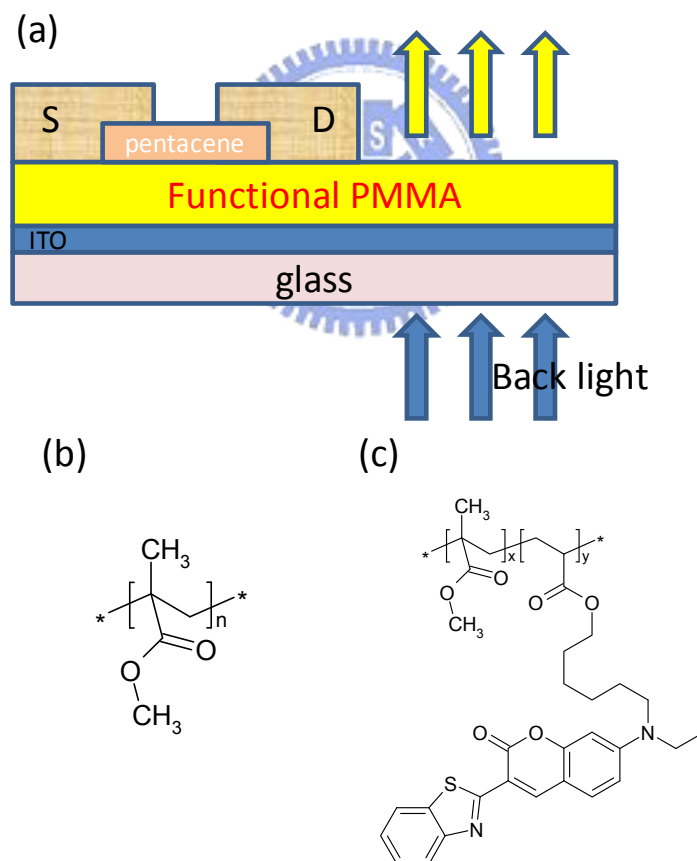 (a)
S
D
S
pentacene
Functional PMMA
ITO
glass
Back light
(b)
(c)
CH3
*
*
n
O
O
CH3
CH3
*
x
y
*
O
O
O
O
CH3
N
O
O
S
N